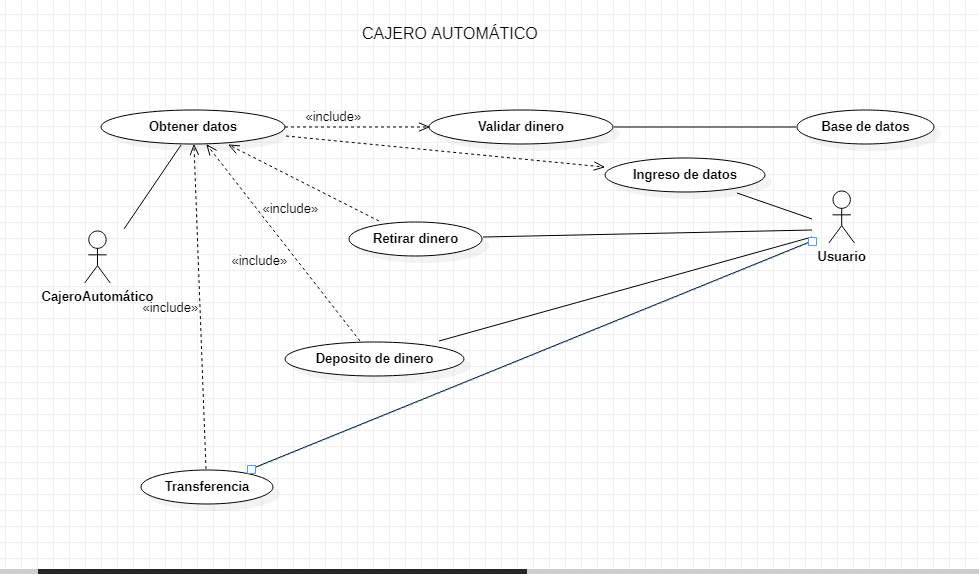 CAJERO AUTOMÁTICO
«include»
Obtener datos
Validar dinero
Base de datos
Ingreso de datos
«include»
Retirar dinero
Usuario
«include»
CajeroAutomático
«include»
Deposito de dinero
Transferencia